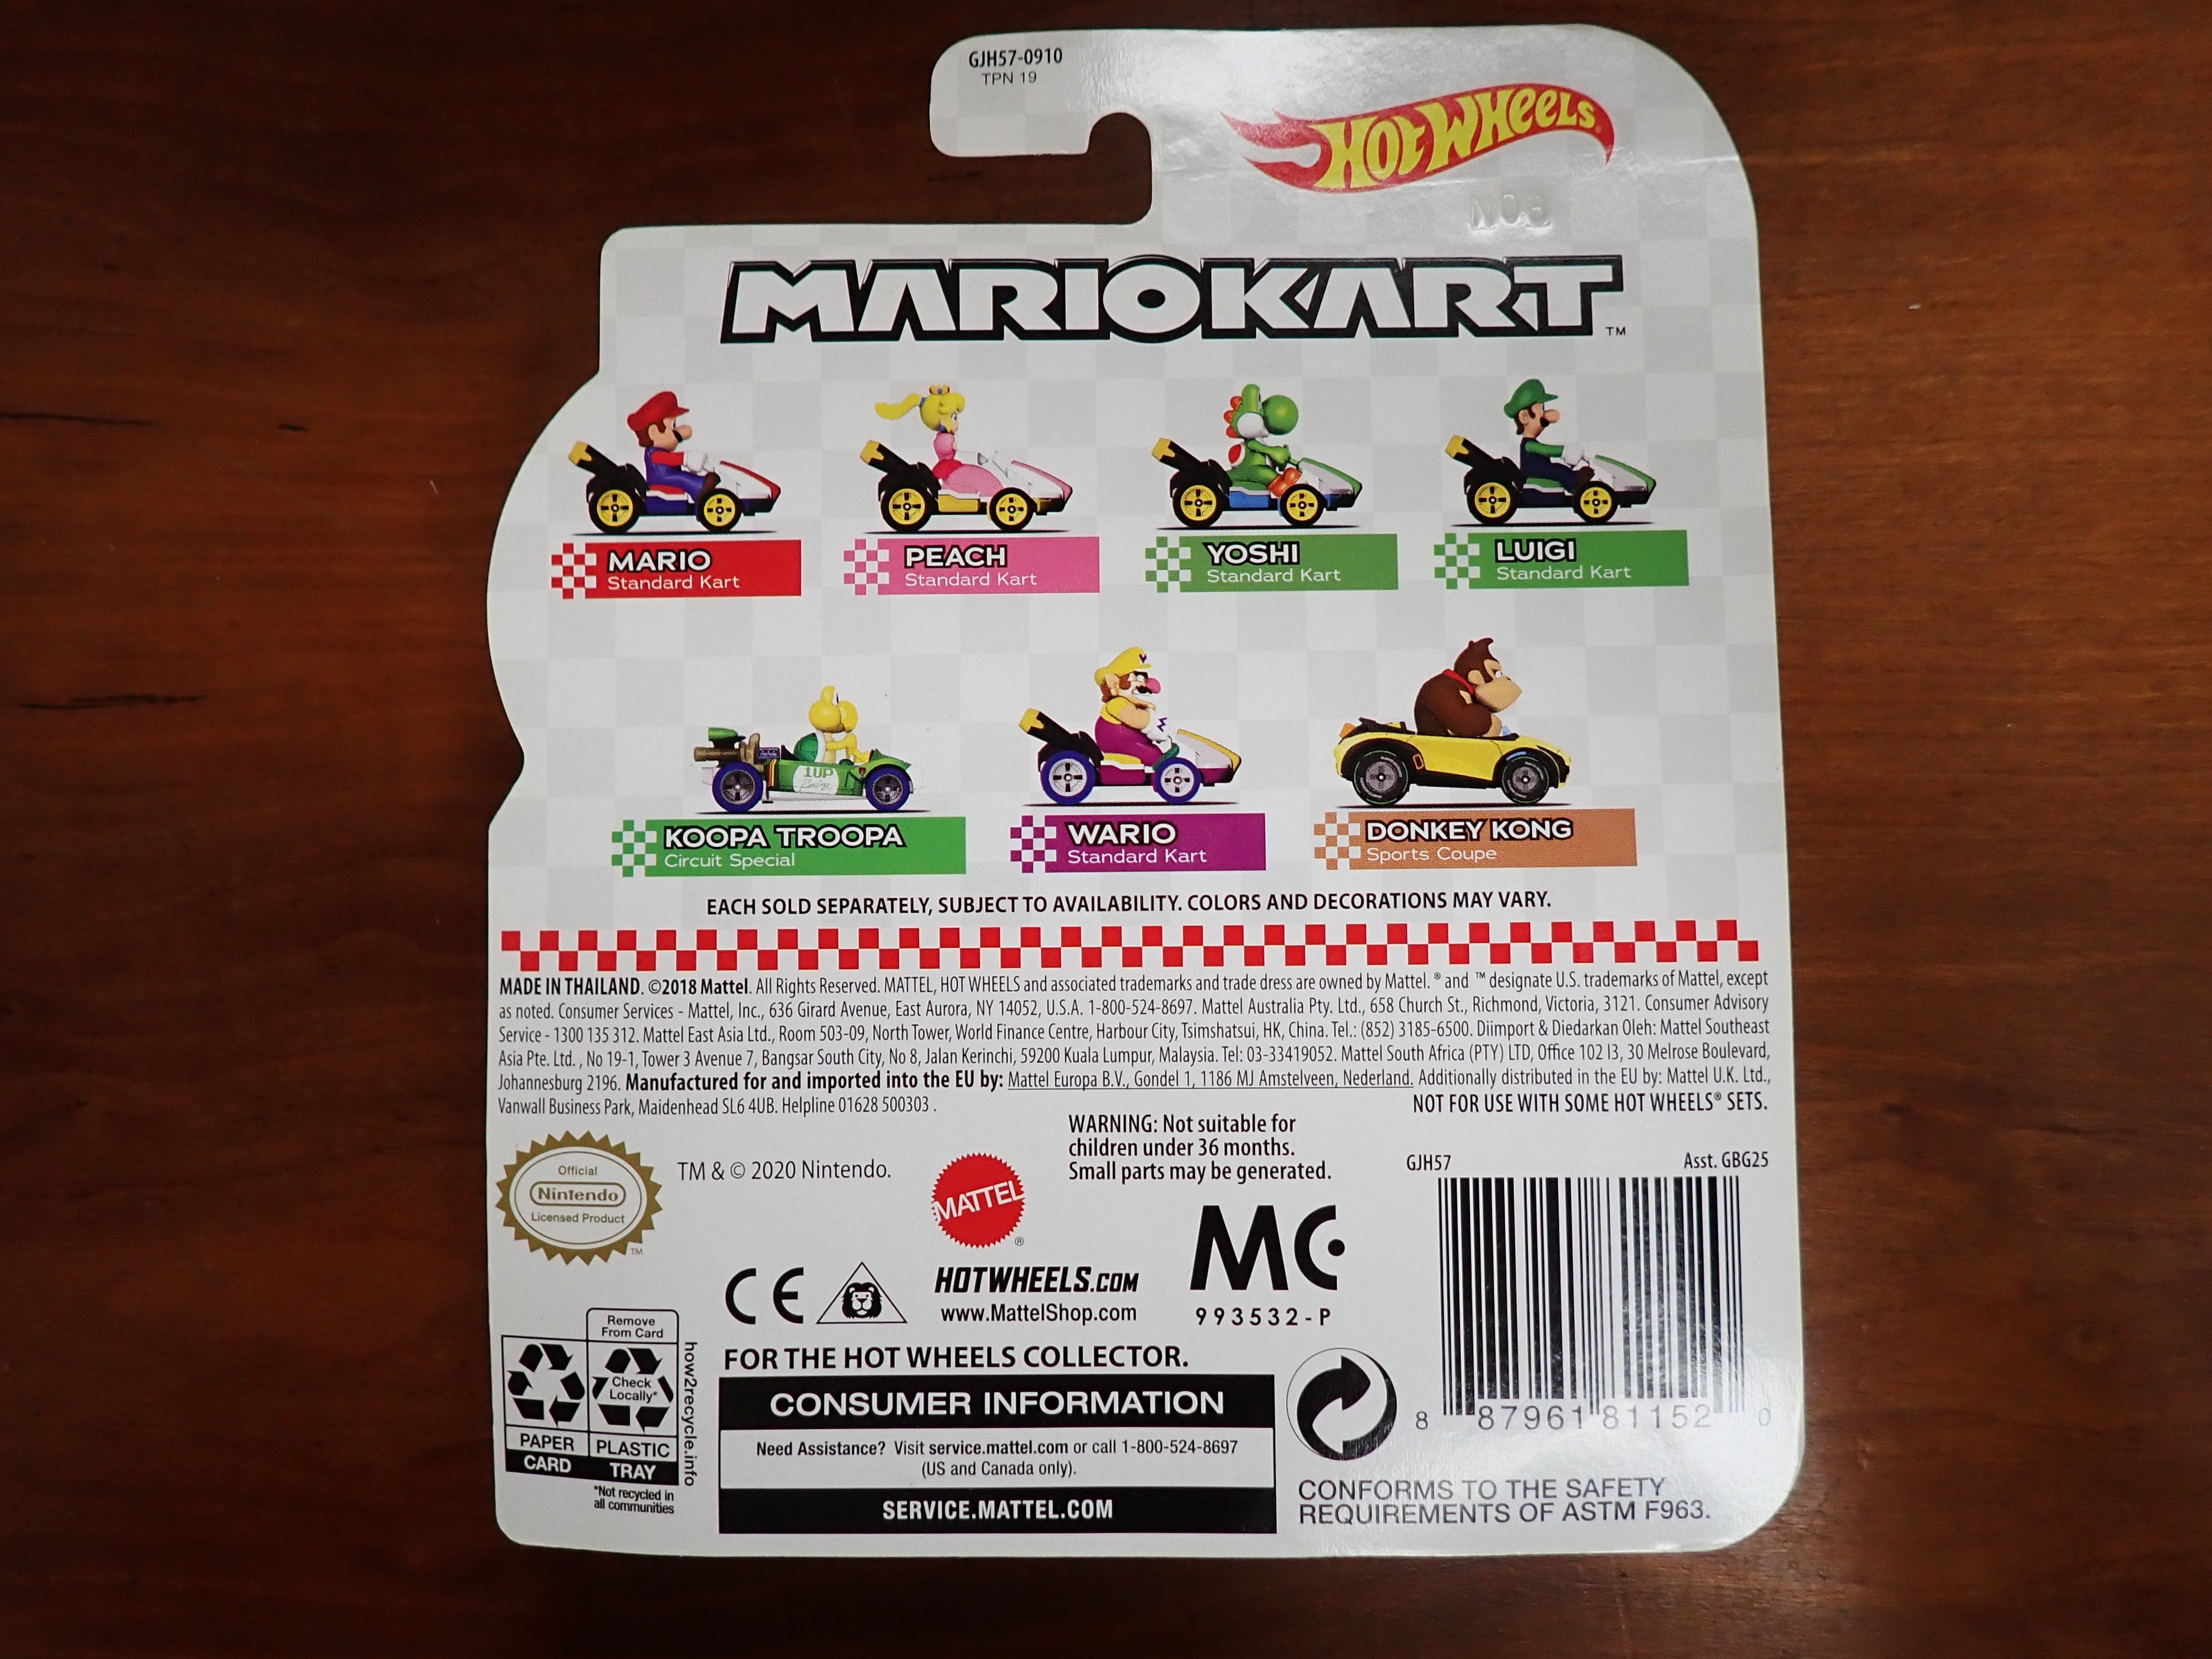 GJH57-0910
TPN 19
HOT WHEELS®
N06
MARIOKART™
MARIO
Standard Kart
PEACH
Standard Kart
YOSHI
Standard Kart
LUIGI
Standard Kart
1UP
KOOPA TROOPA
Circuit Special
WARIO
Standard Kart
DONKEY KONG
Sports Coupe
EACH SOLD SEPARATELY, SUBJECT TO AVAILABILITY. COLORS AND DECORATIONS MAY VARY.
MADE IN THAILAND. ©2018 Mattel. All Rights Reserved. MATTEL, HOT WHEELS and associated trademarks and trade dress are owned by Mattel. ® and ™ designate U.S. trademarks of Mattel, except
as noted. Consumer Services - Mattel, Inc., 636 Girard Avenue, East Aurora, NY 14052, U.S.A. 1-800-524-8697. Mattel Australia Pty. Ltd., 658 Church St., Richmond, Victoria, 3121. Consumer Advisory
Service - 1300 135 312. Mattel East Asia Ltd., Room 503-09, North Tower, World Finance Centre, Harbour City, Tsimshatsui, HK, China. Tel.: (852) 3185-6500. Diimport & Diedarkan Oleh: Mattel Southeast
Asia Pte. Ltd. , No 19-1, Tower 3 Avenue 7, Bangsar South City, No 8, Jalan Kerinchi, 59200 Kuala Lumpur, Malaysia. Tel: 03-33419052. Mattel South Africa (PTY) LTD, Office 102 I3, 30 Melrose Boulevard,
Johannesburg 2196. Manufactured for and imported into the EU by: Mattel Europa B.V., Gondel 1, 1186 MJ Amstelveen, Nederland. Additionally distributed in the EU by: Mattel U.K. Ltd.,
Vanwall Business Park, Maidenhead SL6 4UB. Helpline 01628 500303 .
NOT FOR USE WITH SOME HOT WHEELS® SETS.
WARNING: Not suitable for
children under 36 months.
Small parts may be generated.
Official
Nintendo
Licensed Product
™
TM & © 2020 Nintendo.
MATTEL
®
GJH57
Asst. GBG25
CE
HOTWHEELS.COM
www.MattelShop.com
MC
993532-P
Remove
From Card
Check
Locally*
PAPER
CARD
PLASTIC
TRAY
*Not recycled in
all communities
how2recycle.info
FOR THE HOT WHEELS COLLECTOR.
CONSUMER INFORMATION
Need Assistance? Visit service.mattel.com or call 1-800-524-8697
(US and Canada only).
SERVICE.MATTEL.COM
8 87961 81152 0
CONFORMS TO THE SAFETY
REQUIREMENTS OF ASTM F963.